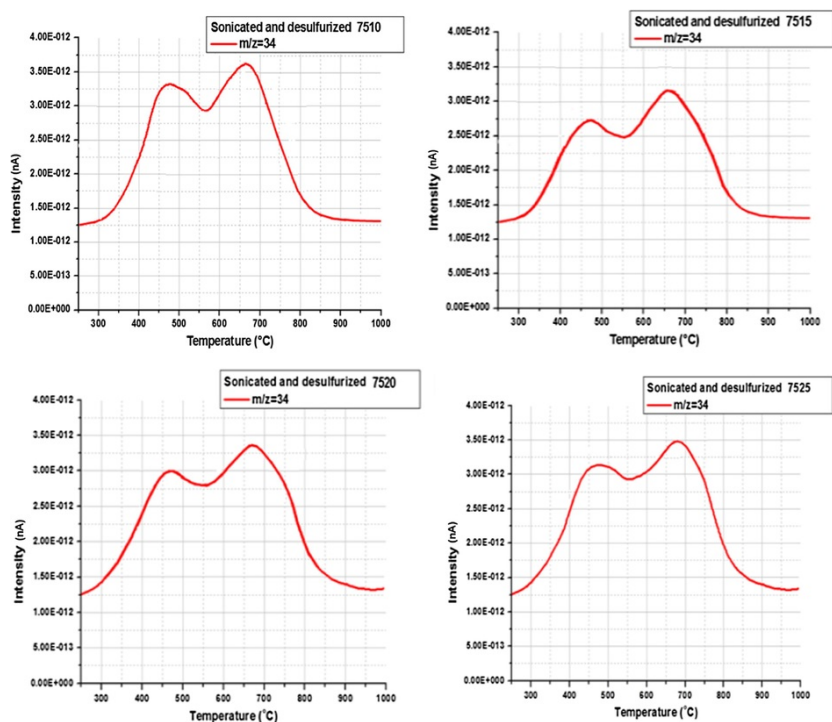 Sonicated and desulfurized 7510
m/z=34
4.00E-012
3.50E-012
3.00E-012
2.50E-012
2.00E-012
1.50E-012
1.00E-012
5.00E-013
0.00E+000
Intensity (nA)
300 400 500 600 700 800 900 1000
Temperature (°C)
Sonicated and desulfurized 7515
m/z=34
4.00E-012
3.50E-012
3.00E-012
2.50E-012
2.00E-012
1.50E-012
1.00E-012
5.00E-013
0.00E+000
Intensity (nA)
300 400 500 600 700 800 900 1000
Temperature (°C)
Sonicated and desulfurized 7520
m/z=34
4.00E-012
3.50E-012
3.00E-012
2.50E-012
2.00E-012
1.50E-012
1.00E-012
5.00E-013
0.00E+000
Intensity (nA)
300 400 500 600 700 800 900 1000
Temperature (°C)
Sonicated and desulfurized 7525
m/z=34
4.00E-012
3.50E-012
3.00E-012
2.50E-012
2.00E-012
1.50E-012
1.00E-012
5.00E-013
0.00E+000
Intensity (nA)
300 400 500 600 700 800 900 1000
Temperature (°C)